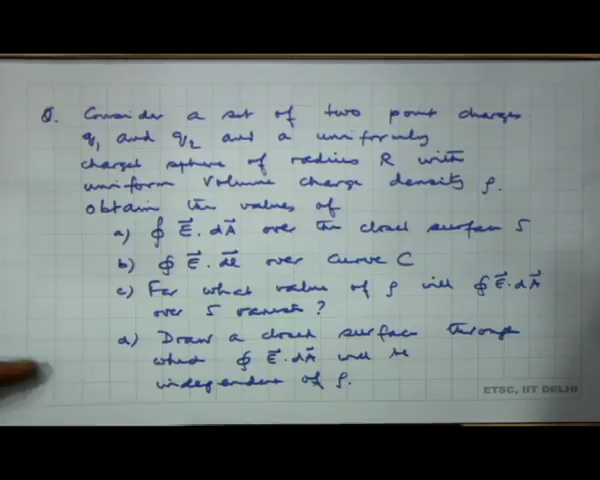 Q. Consider a set of two point charges
q₁ and q₂ and a uniformly
charged sphere of radius R with
uniform volume charge density ρ.
obtain the values of
a) ∮ E⃗. dA⃗ over the closed surface S
b) ∮ E⃗. dl⃗ over curve C
c) For what value of ρ will ∮ E⃗. dA⃗
over S vanish?
d) Draw a closed surface through
which ∮ E⃗. dA⃗ will be
independent of ρ.
ETSC, IIT DELHI